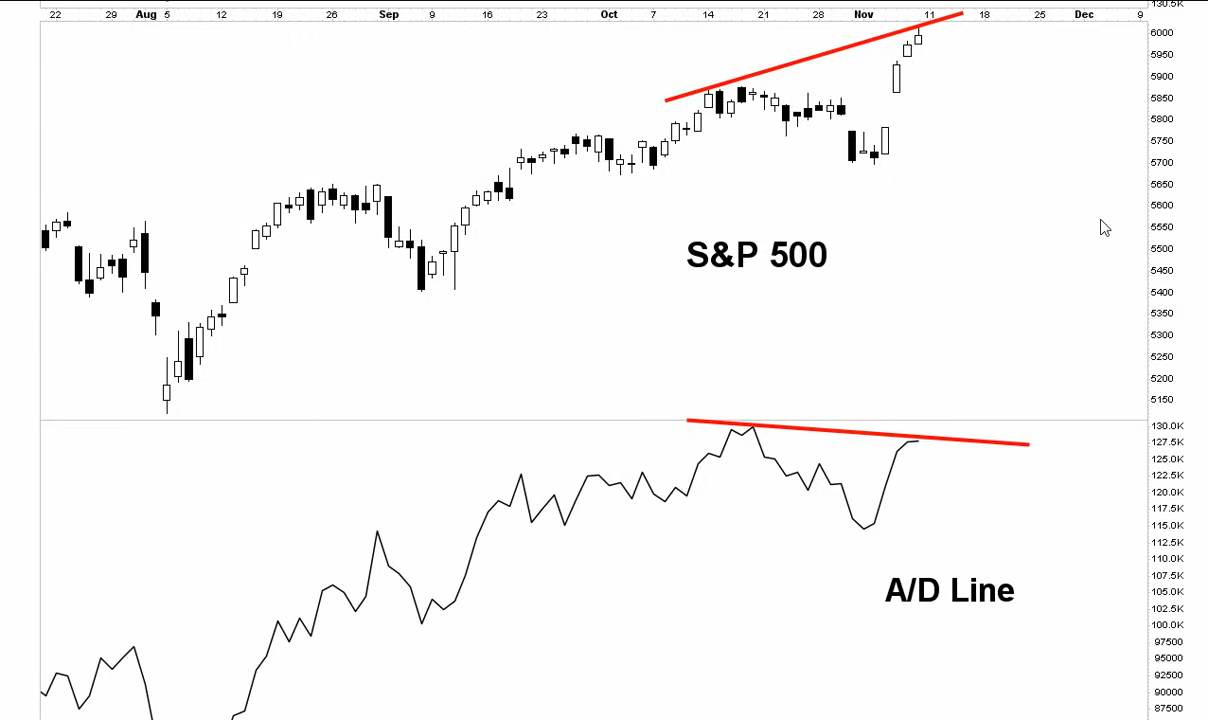 130.5K
22 29 Aug 5 12 19 26 Sep 9 16 23 Oct 7 14 21 28 Nov 11 18 25 Dec 9
6000
5950
5900
5850
5800
5750
5700
5650
5600
5550
5500
5450
5400
5350
5300
5250
5200
5150
S&P 500
130.0K
127.5K
125.0K
122.5K
120.0K
117.5K
115.0K
112.5K
110.0K
107.5K
105.0K
102.5K
100.0K
97500
95000
92500
90000
87500
A/D Line